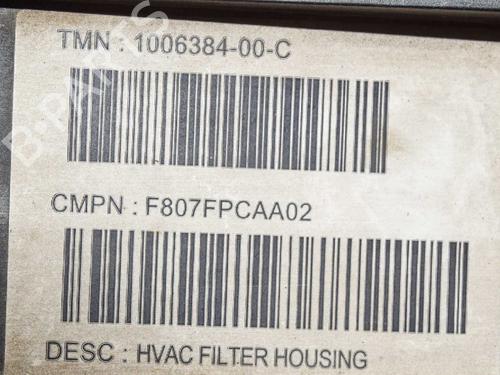 TMN : 1006384-00-C
CMPN : F807FPCAA02
DESC : HVAC FILTER HOUSING
B-PARTS